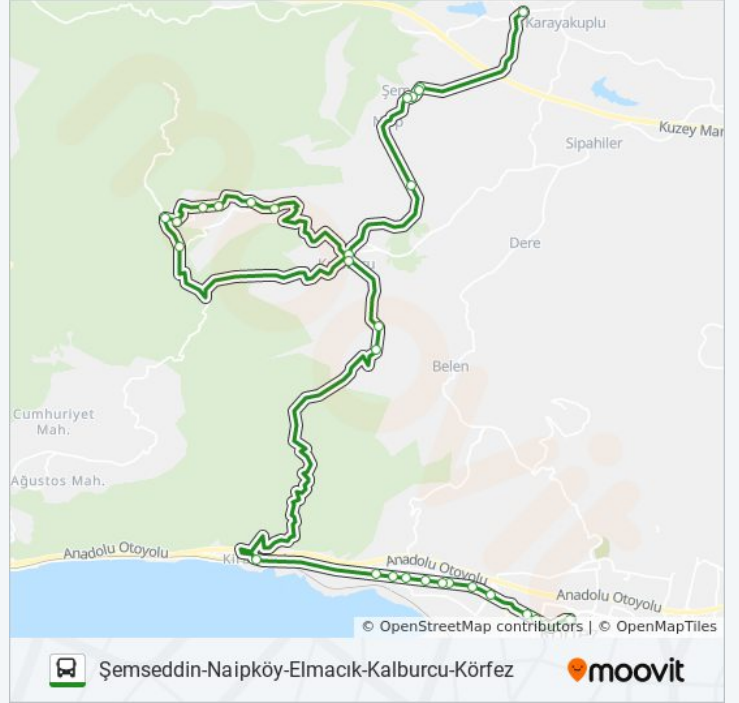 Karayakuplu
Kuzey Mar
Sipahiler
Dere
Belen
Cumhuriyet
Mah.
Ağustos Mah.
Anadolu Otoyolu
Anadolu Otoyolu
Anadolu Otoyolu
© OpenStreetMap contributors | © OpenMapTiles
Şemseddin-Naipköy-Elmacık-Kalburcu-Körfez
moovit